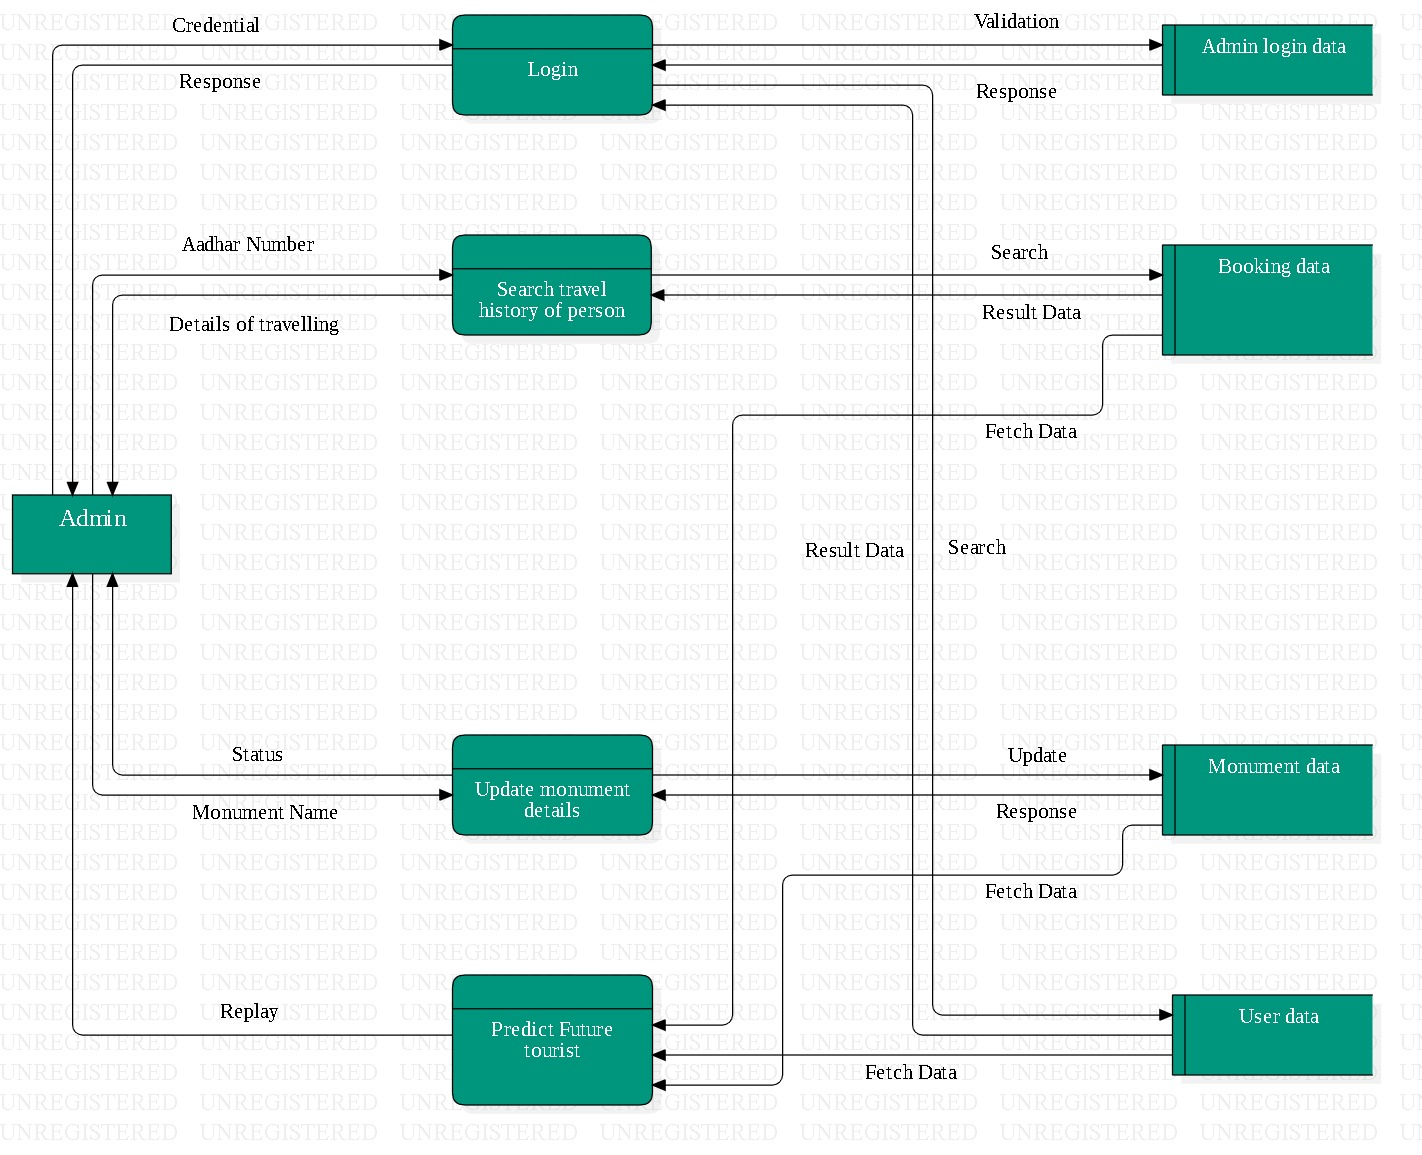 Credential
Validation
Login
Admin login data
Response
Response
Aadhar Number
Search
Search travel
history of person
Booking data
Details of travelling
Result Data
Fetch Data
Admin
Result Data
Search
Status
Update
Update monument
details
Monument data
Monument Name
Response
Fetch Data
Replay
Predict Future
tourist
User data
Fetch Data
UNREGISTERED